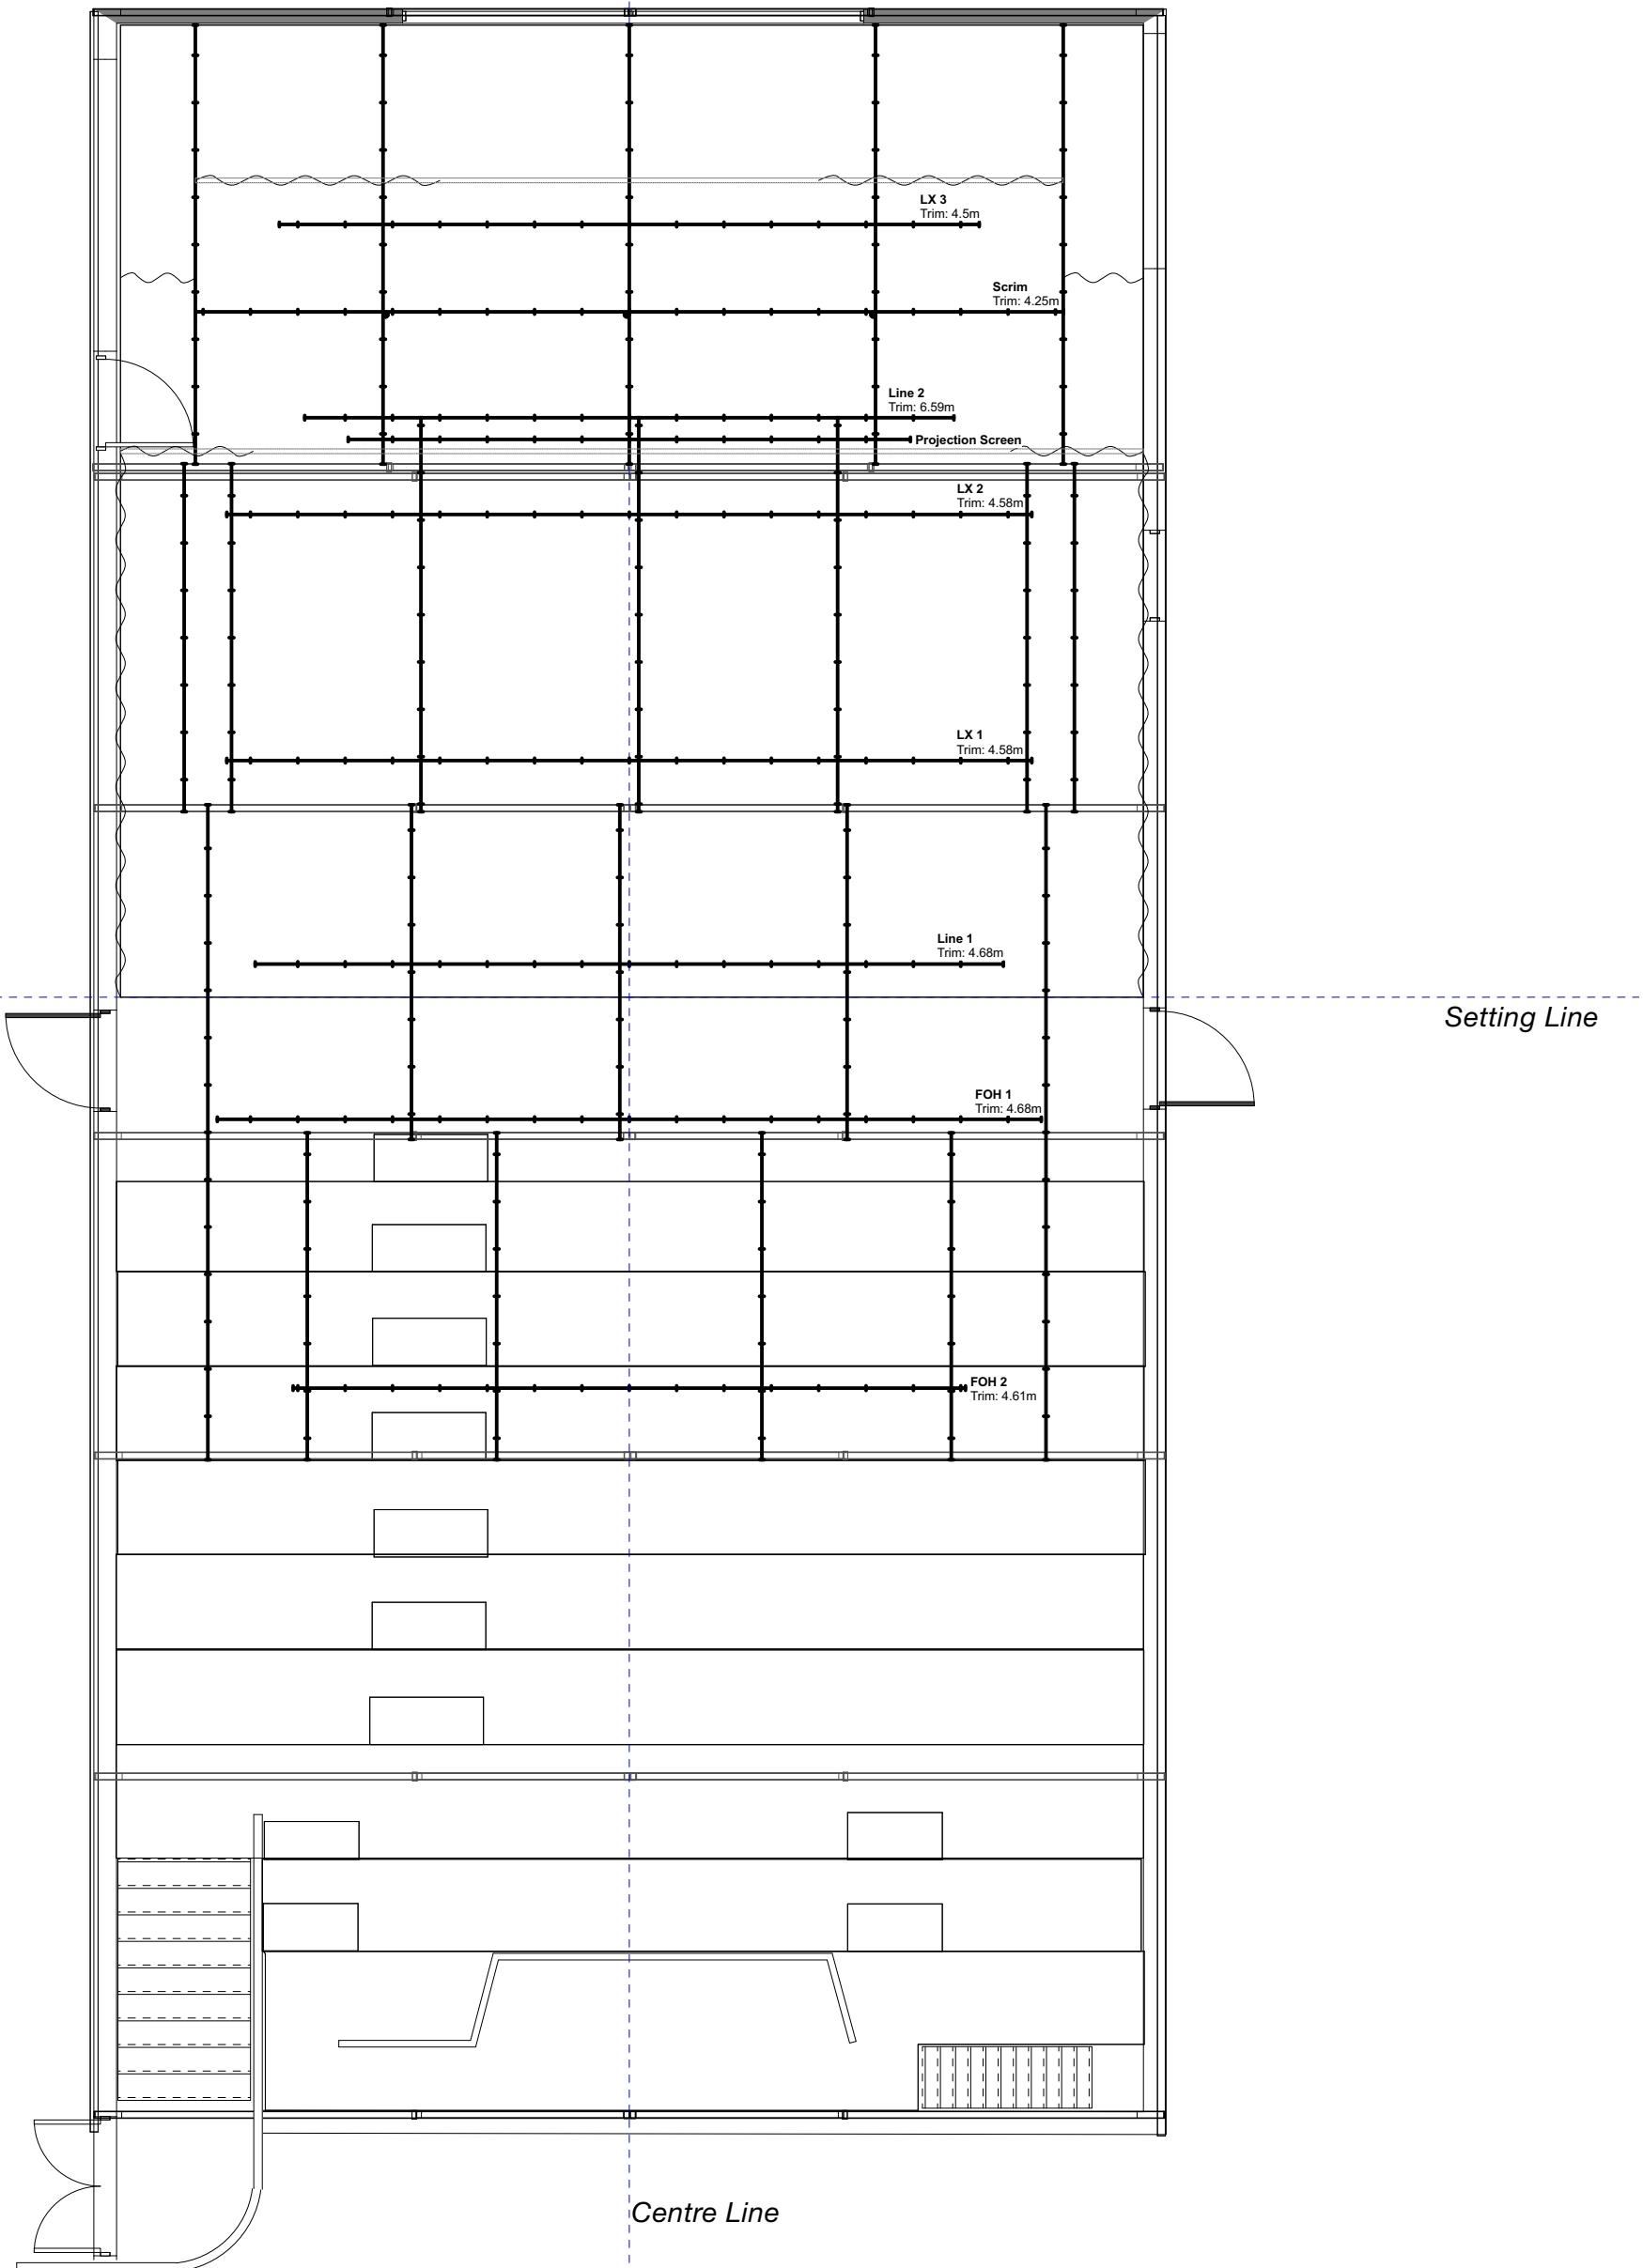 LX 3
Trim: 4.5m
Scrim
Trim: 4.25m
Line 2
Trim: 6.59m
Projection Screen
LX 2
Trim: 4.58m
LX 1
Trim: 4.58m
Line 1
Trim: 4.68m
Setting Line
FOH 1
Trim: 4.68m
FOH 2
Trim: 4.61m
Centre Line